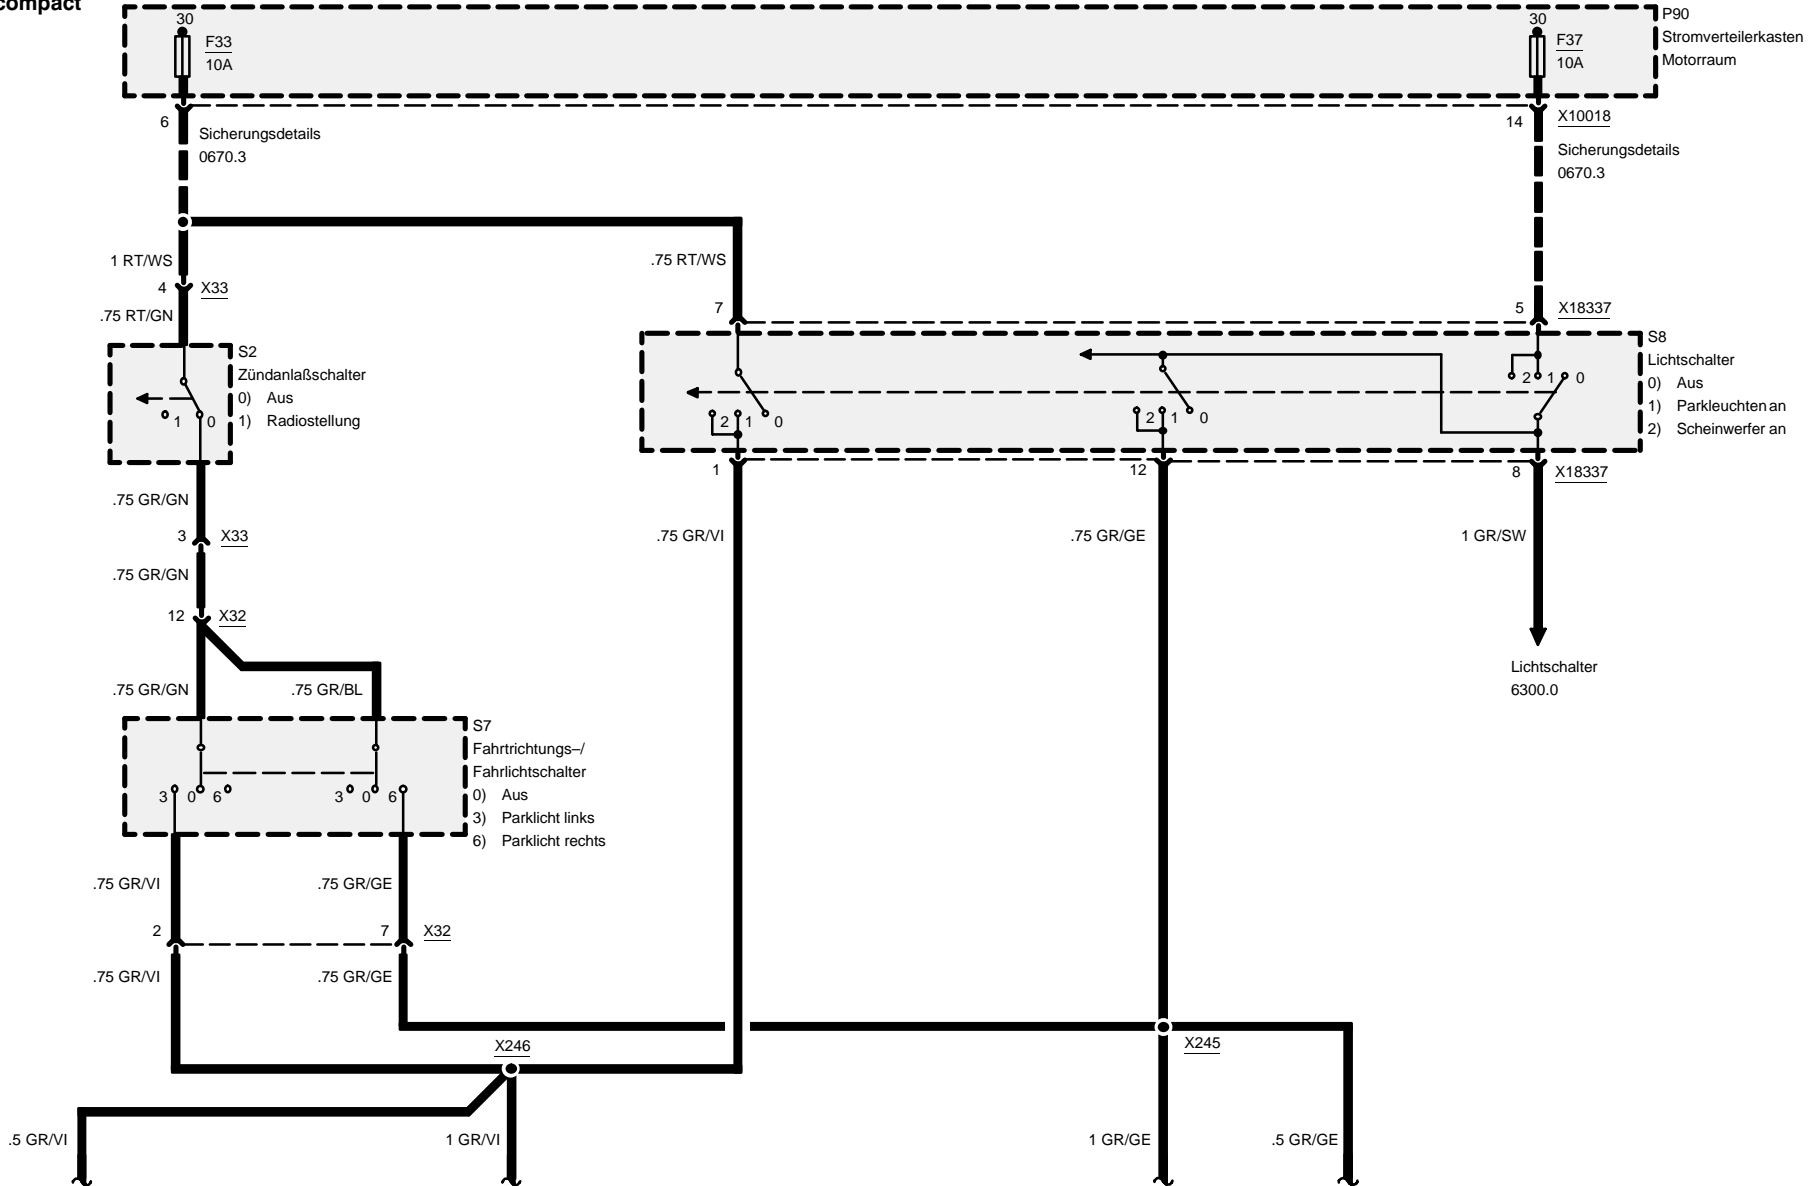 compact
30
F33
10A
30
F37
10A
P90
Stromverteilerkasten
Motorraum
6
Sicherungsdetails
0670.3
14
X10018
Sicherungsdetails
0670.3
1 RT/WS
.75 RT/WS
4
X33
.75 RT/GN
7
5
X18337
S2
Zündanlaßschalter
0) Aus
1) Radiostellung
1
0
S8
Lichtschalter
0) Aus
1) Parkleuchten an
2) Scheinwerfer an
2
1
0
2
1
0
2
1
0
1
12
8
X18337
.75 GR/GN
3
X33
.75 GR/VI
.75 GR/GE
1 GR/SW
.75 GR/GN
12
X32
Lichtschalter
6300.0
.75 GR/GN
.75 GR/BL
S7
Fahrtrichtungs–/
Fahrlichtschalter
0) Aus
3) Parklicht links
6) Parklicht rechts
3
0
6
3
0
6
.75 GR/VI
.75 GR/GE
2
7
X32
.75 GR/VI
.75 GR/GE
X246
X245
.5 GR/VI
1 GR/VI
1 GR/GE
.5 GR/GE